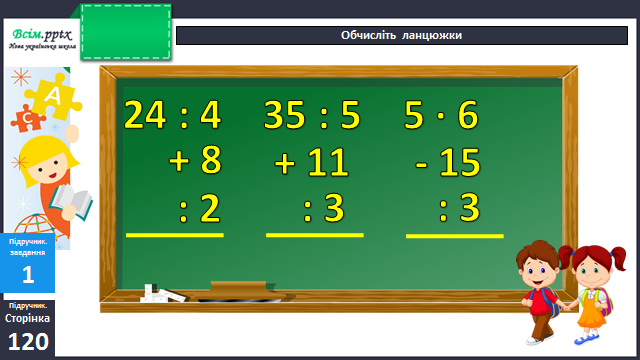 Всім.pptx
Нова українська школа
Обчисліть ланцюжки
24 : 4
+ 8
: 2
35 : 5
+ 11
: 3
5 · 6
- 15
: 3
А
С
Підручник.
завдання
1
Підручник.
Сторінка
120